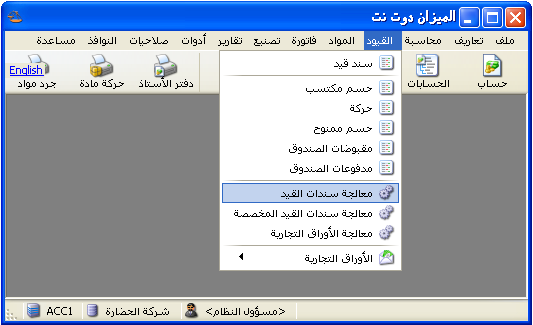 الميزان دوت نت
ملف تعاريف محاسبة القيود المواد فاتورة تصنيع تقارير أدوات صلاحيات النوافذ مساعدة
حساب الحسابات دفتر الأستاذ حركة مادة جرد مواد
English
سند قيد
حسم مكتسب
حركة
حسم ممنوح
مقبوضات الصندوق
مدفوعات الصندوق
معالجة سندات القيد
معالجة سندات القيد المخصصة
معالجة الأوراق التجارية
الأوراق التجارية
<مسؤول النظام> شركة الحضارة ACC1